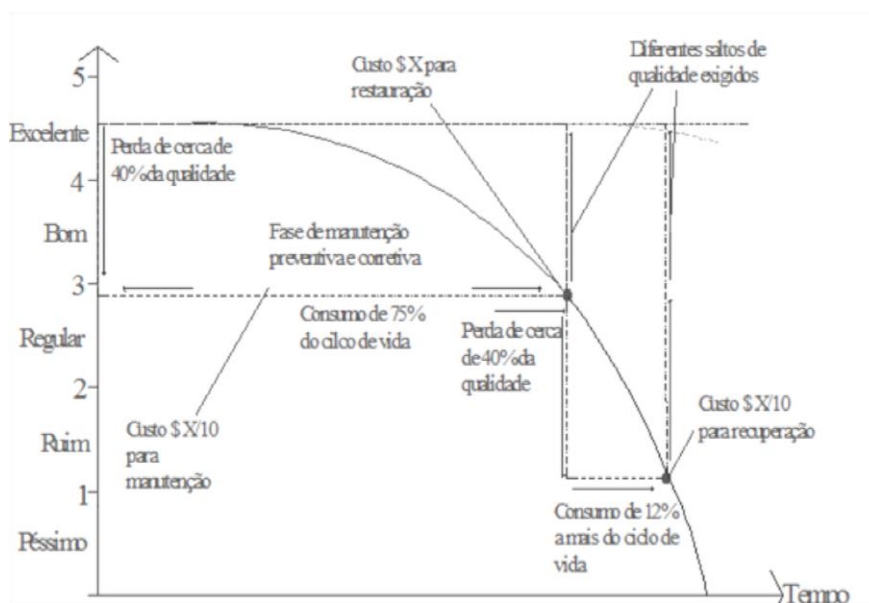 5
Excelente
4
Bom
3
Regular
2
Ruim
1
Péssimo
Perda de cerca de
40% da qualidade
Custo $ X para
restauração
Diferentes saltos de
qualidade exigidos
Fase de manutenção
preventiva e corretiva
Consumo de 75%
do cilco de vida
Perda de cerca
de 40% da
qualidade
Custo $ X/10
para
manutenção
Custo $ X/10
para recuperação
Consumo de 12%
a mais do ciclo de
vida
Tempo